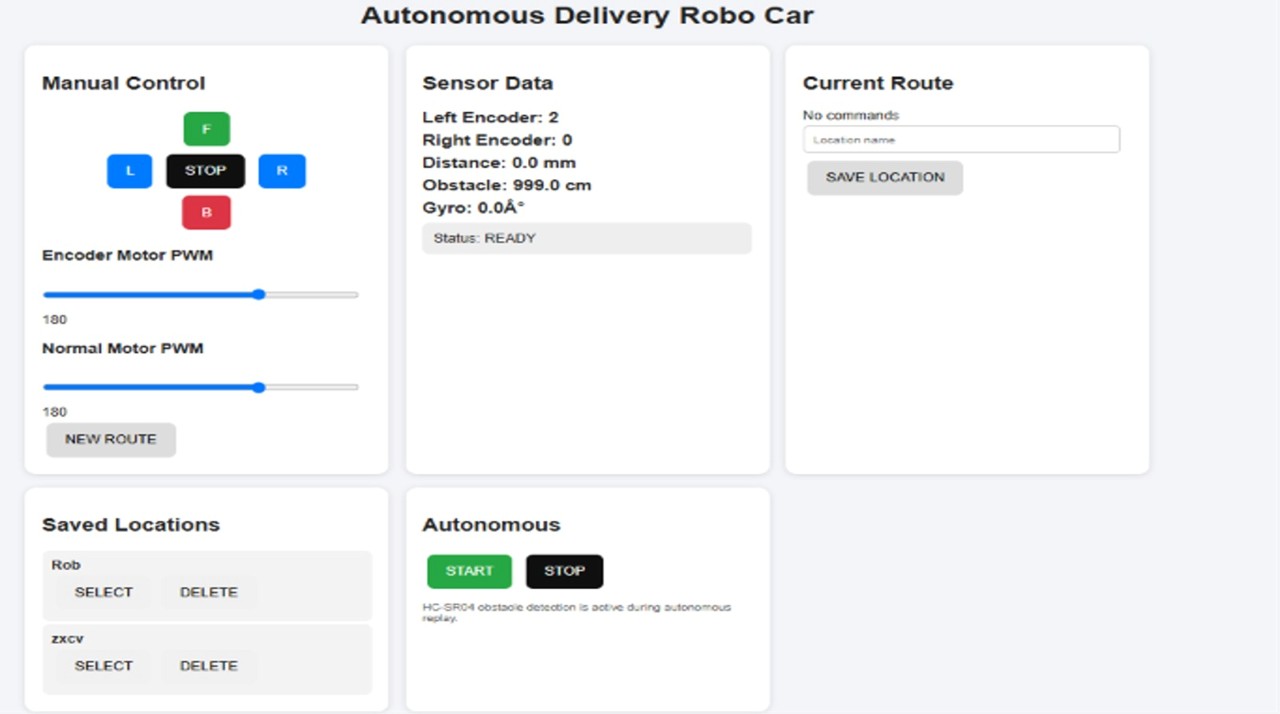 Autonomous Delivery Robo Car
Manual Control
F
L STOP R
B
Encoder Motor PWM
180
Normal Motor PWM
180
NEW ROUTE
Sensor Data
Left Encoder: 2
Right Encoder: 0
Distance: 0.0 mm
Obstacle: 999.0 cm
Gyro: 0.0Â°
Status: READY
Current Route
No commands
Location name
SAVE LOCATION
Saved Locations
Rob
SELECT DELETE
zxcv
SELECT DELETE
Autonomous
START STOP
HC-SR04 obstacle detection is active during autonomous
replay.